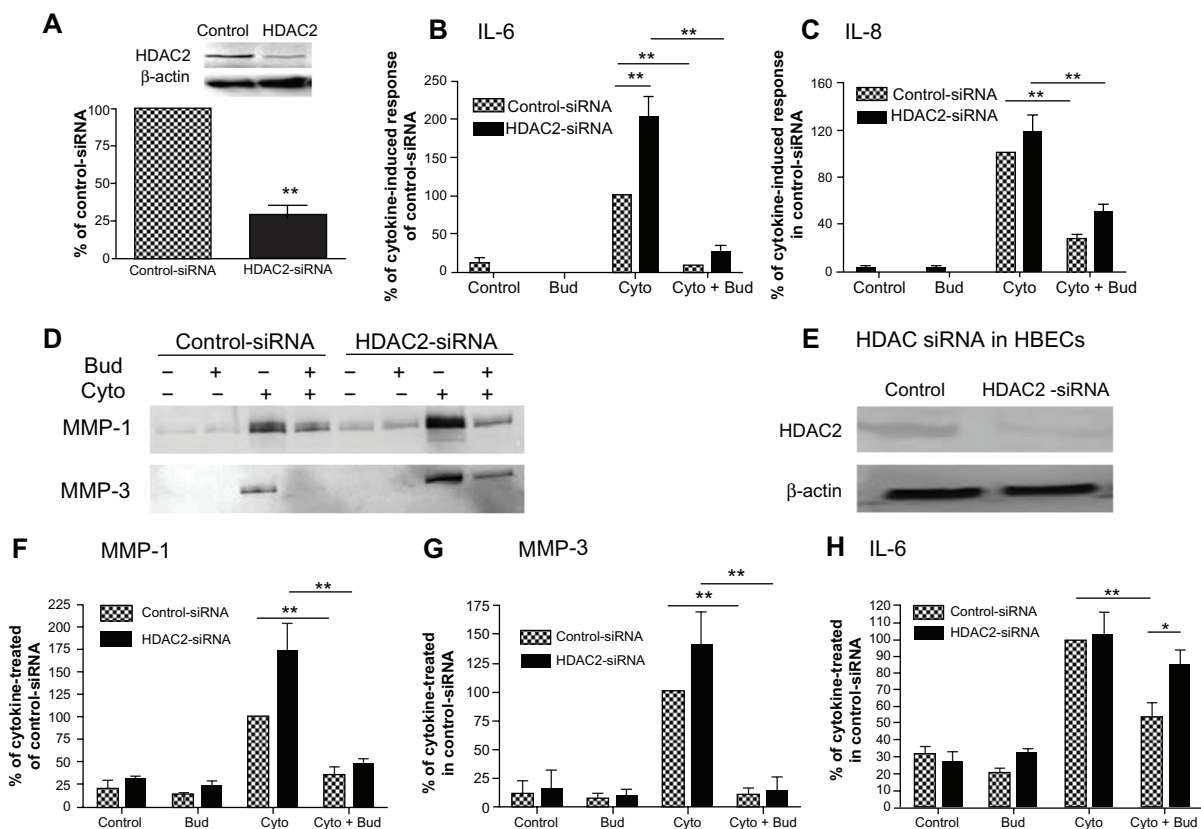 A
Control HDAC2
HDAC2
β-actin
% of control-siRNA
100
75
50
25
0
**
Control-siRNA
HDAC2-siRNA
B IL-6
% of cytokine-induced response
of control-siRNA
250
200
150
100
50
0
Control-siRNA
HDAC2-siRNA
**
**
**
Control Bud Cyto Cyto + Bud
C IL-8
% of cytokine-induced response
in control-siRNA
160
120
80
40
0
Control-siRNA
HDAC2-siRNA
**
**
Control Bud Cyto Cyto + Bud
D
Control-siRNA HDAC2-siRNA
Bud – + – + – + – +
Cyto – – + + – – + +
MMP-1
MMP-3
E HDAC siRNA in HBECs
Control HDAC2 -siRNA
HDAC2
β-actin
F MMP-1
% of cytokine-treated
of control-siRNA
225
200
175
150
125
100
75
50
25
0
Control-siRNA
HDAC2-siRNA
**
**
Control Bud Cyto Cyto + Bud
G MMP-3
% of cytokine-treated
in control-siRNA
175
150
125
100
75
50
25
0
Control-siRNA
HDAC2-siRNA
**
**
Control Bud Cyto Cyto + Bud
H IL-6
% of cytokine-treated
in control-siRNA
120
110
100
90
80
70
60
50
40
30
20
10
0
Control-siRNA
HDAC2-siRNA
**
*
Control Bud Cyto Cyto + Bud